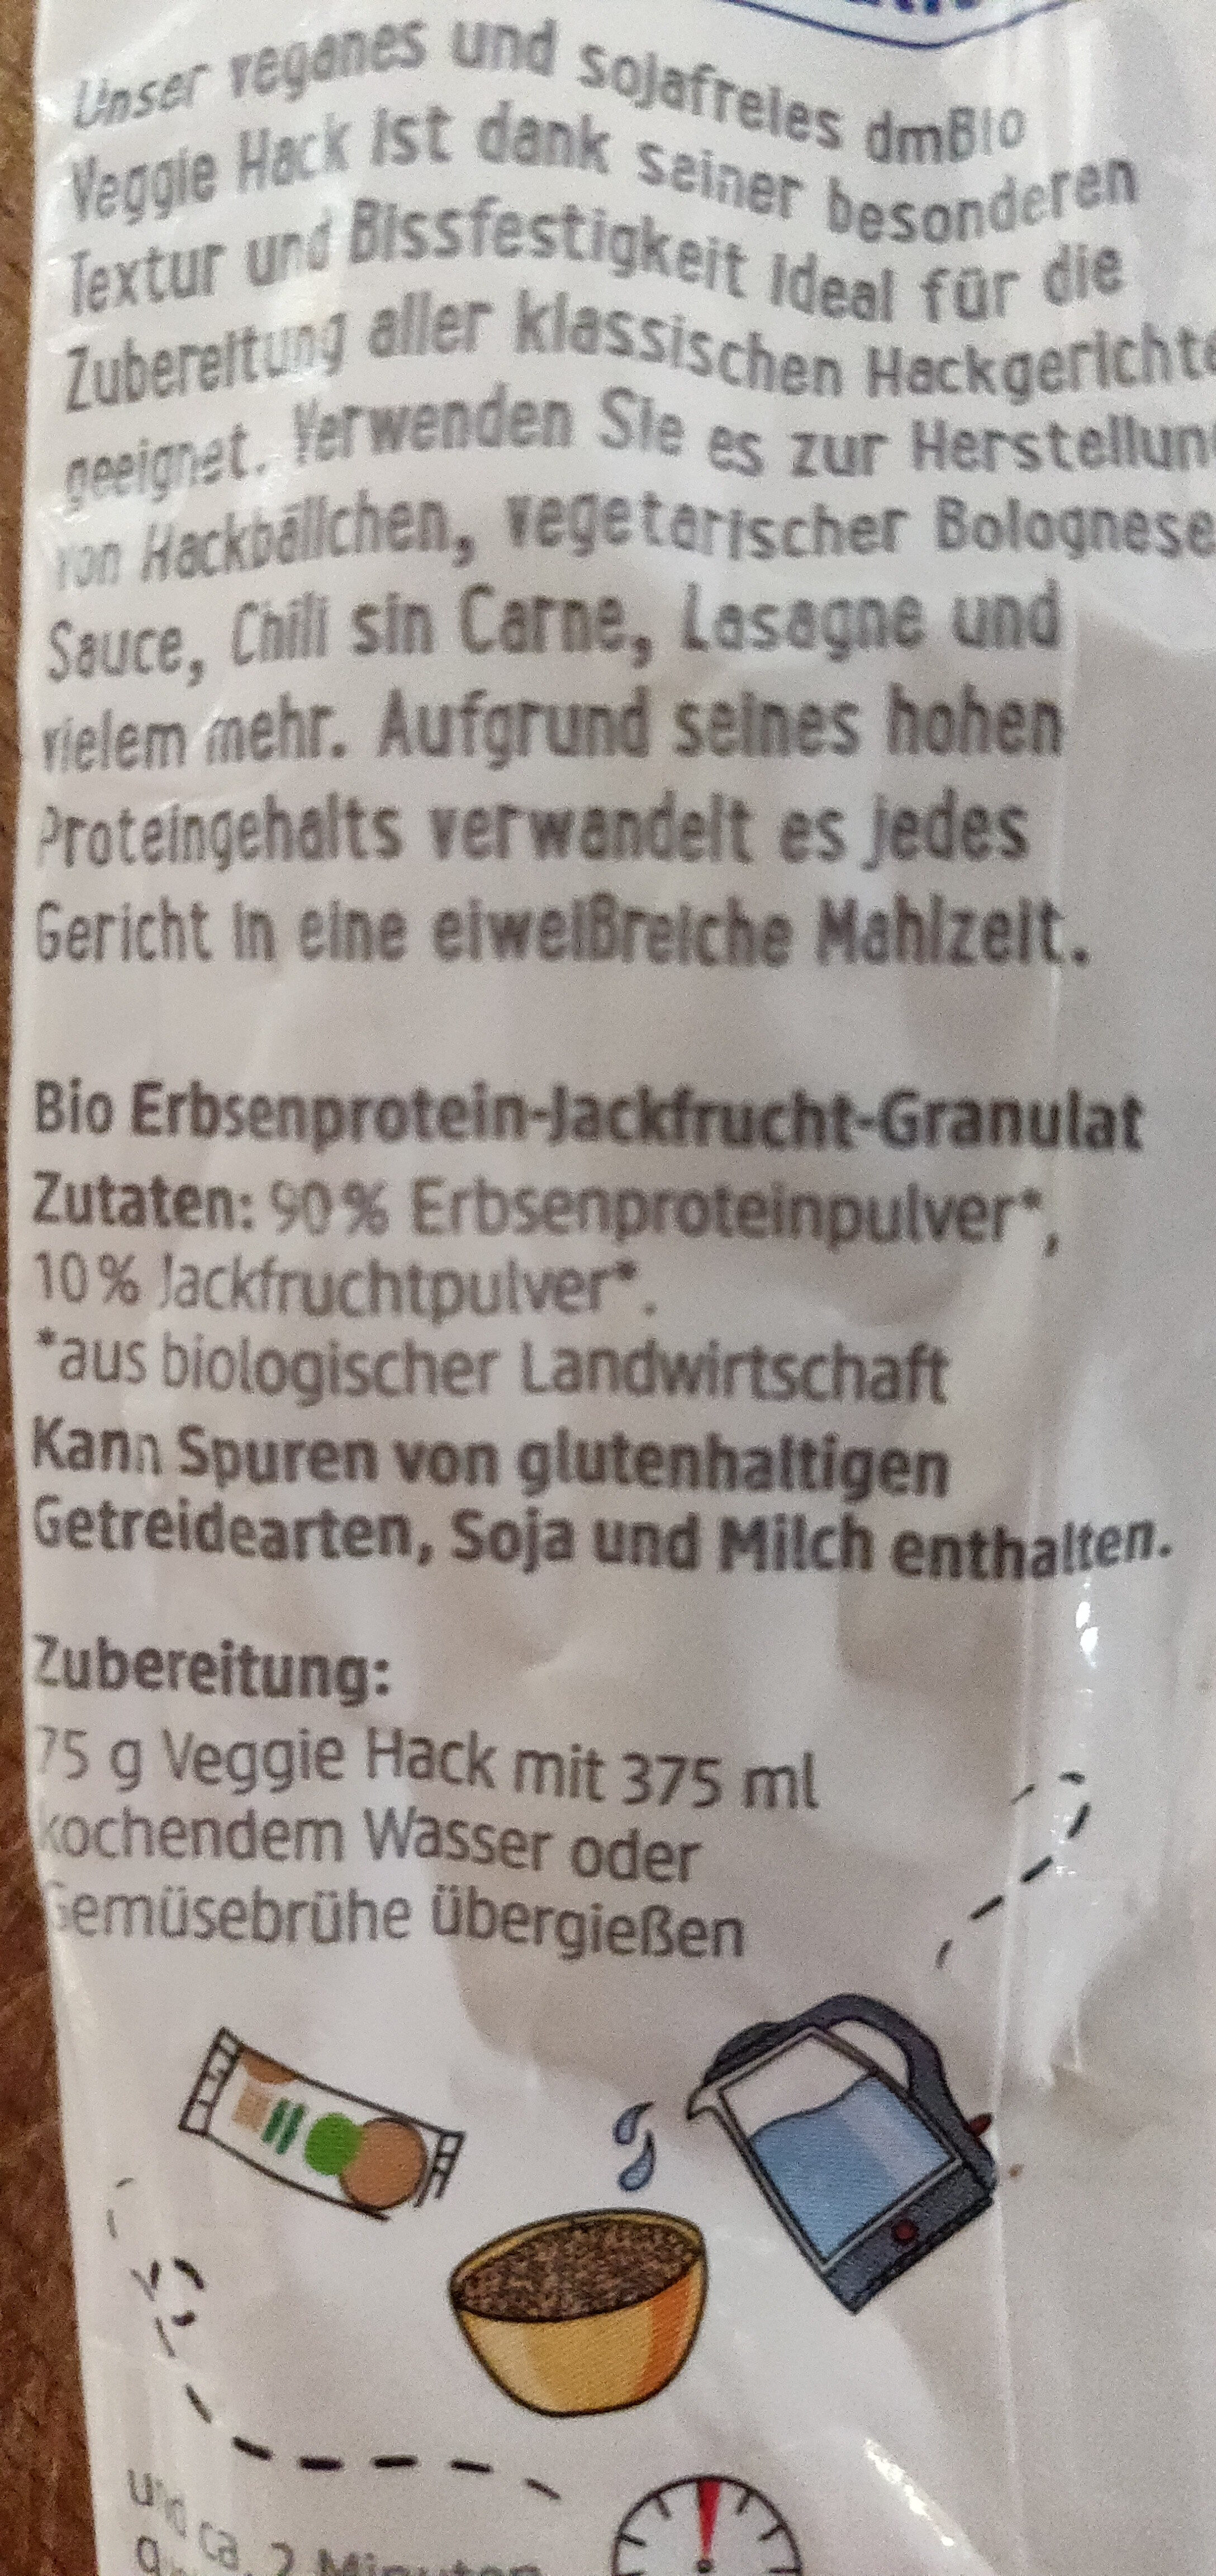 Unser veganes und sojafreies dmBio
Veggie Hack ist dank seiner besonderen
Textur und Bissfestigkeit ideal für die
Zubereitung aller klassischen Hackgerichte
geeignet. Verwenden Sie es zur Herstellun
von Hackbällchen, vegetarischer Bolognese
Sauce, Chili sin Carne, Lasagne und
vielem mehr. Aufgrund seines hohen
Proteingehalts verwandelt es jedes
Gericht in eine eiweißreiche Mahlzeit.
Bio Erbsenprotein-Jackfrucht-Granulat
Zutaten: 90% Erbsenproteinpulver*,
10% Jackfruchtpulver*.
*aus biologischer Landwirtschaft
Kann Spuren von glutenhaltigen
Getreidearten, Soja und Milch enthalten.
Zubereitung:
75 g Veggie Hack mit 375 ml
kochendem Wasser oder
Gemüsebrühe übergießen
und ca. 2 Minuten